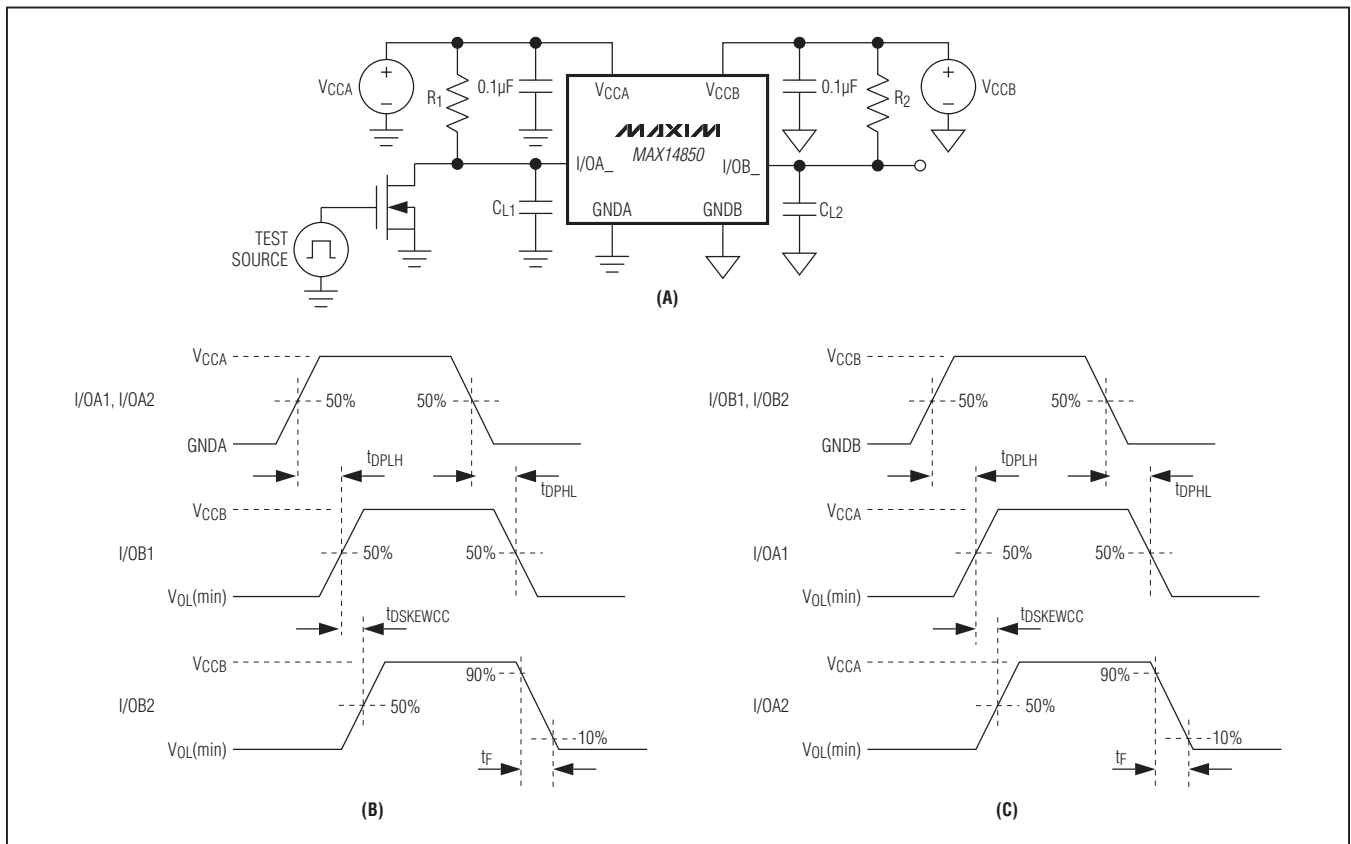 VCCA
R1
0.1µF
VCCA
VCCB
0.1µF
R2
VCCB
MAXIM
MAX14850
I/OA_
I/OB_
CL1
GNDA
GNDB
CL2
TEST
SOURCE
(A)
VCCA
I/OA1, I/OA2
50%
50%
GNDA
tDPLH
tDPHL
VCCB
I/OB1
50%
50%
VOL(min)
tDSKEWCC
VCCB
90%
I/OB2
50%
10%
VOL(min)
tF
(B)
VCCB
I/OB1, I/OB2
50%
50%
GNDB
tDPLH
tDPHL
VCCA
I/OA1
50%
50%
VOL(min)
tDSKEWCC
VCCA
90%
I/OA2
50%
10%
VOL(min)
tF
(C)